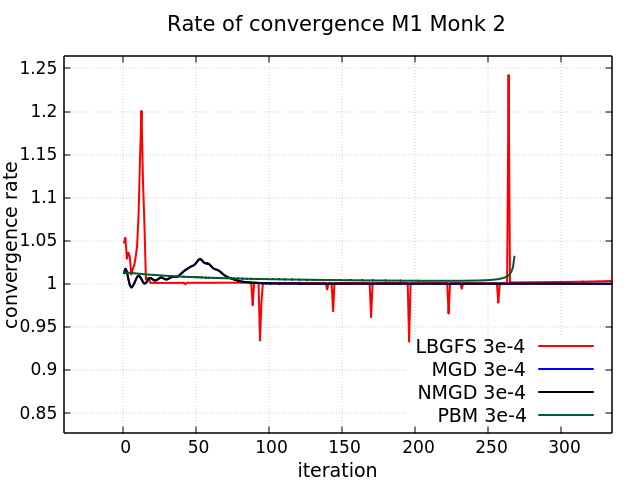 Rate of convergence M1 Monk 2
convergence rate
1.25
1.2
1.15
1.1
1.05
1
0.95
0.9
0.85
LBGFS 3e-4
MGD 3e-4
NMGD 3e-4
PBM 3e-4
0 50 100 150 200 250 300
iteration